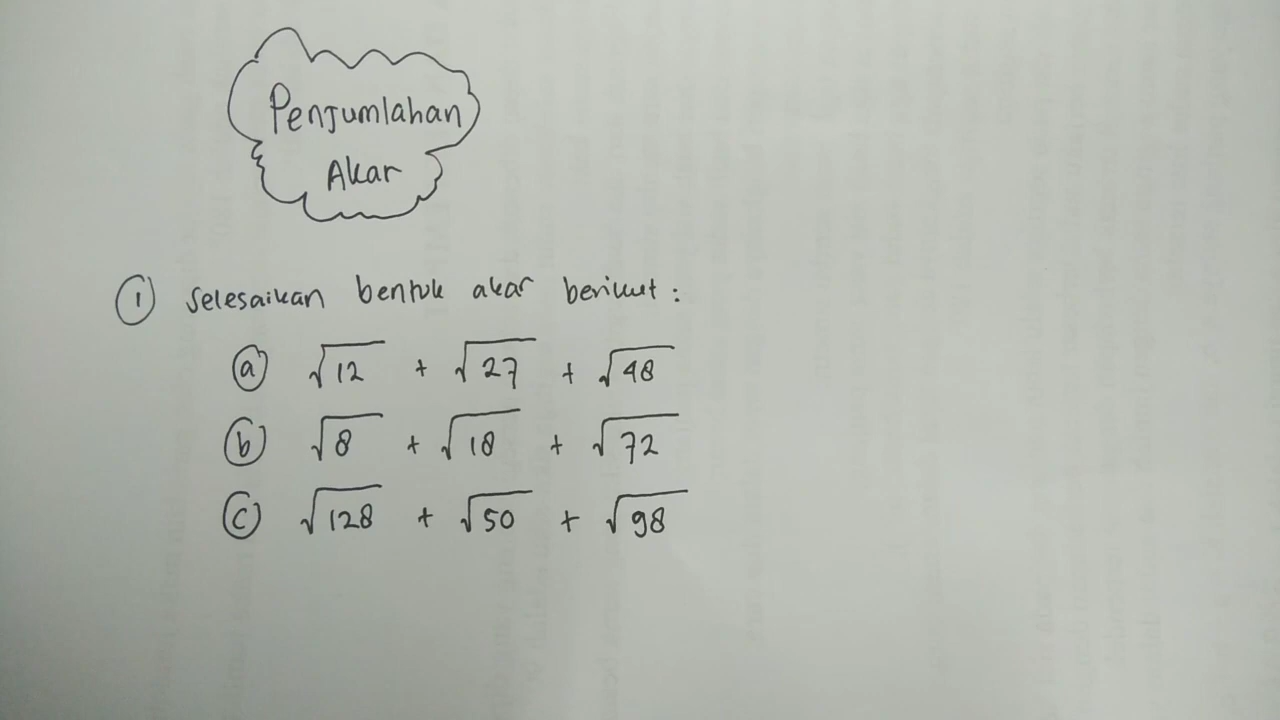 Penjumlahan
Akar
① Selesaikan bentuk akar berikut :
ⓐ √12 + √27 + √48
ⓑ √8 + √18 + √72
ⓒ √128 + √50 + √98